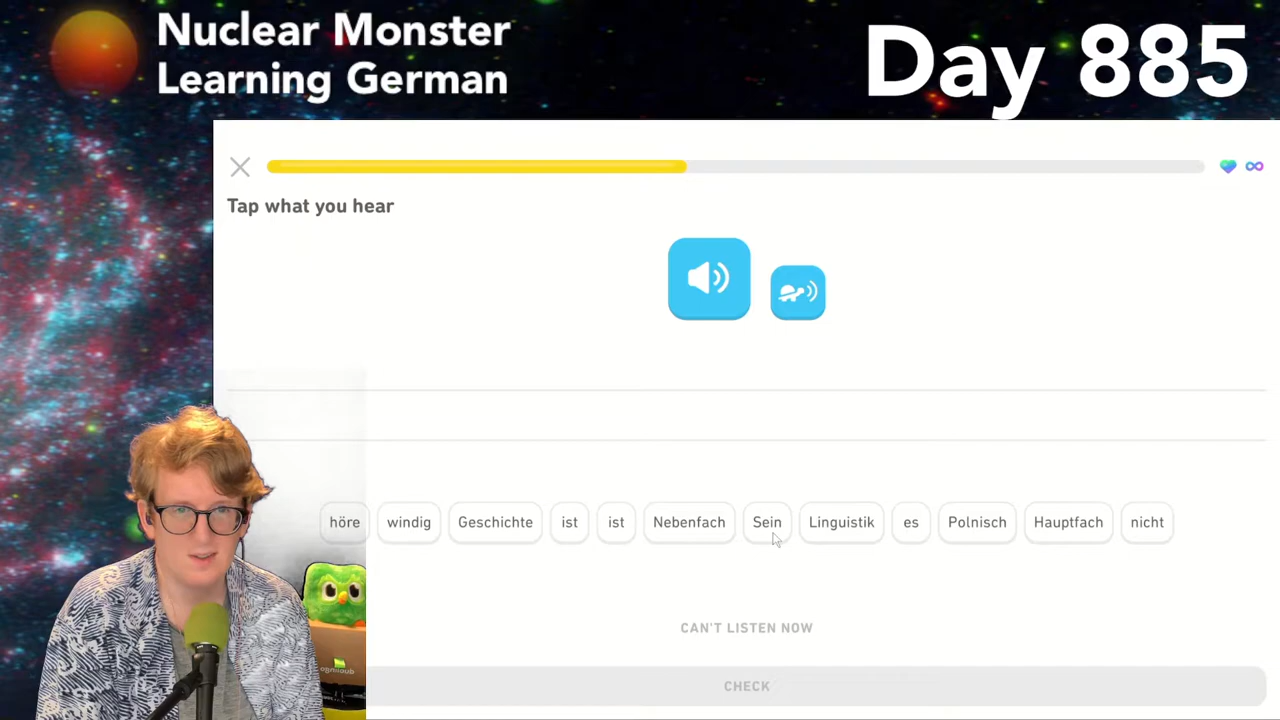 Nuclear Monster
Learning German
Day 885
Tap what you hear
höre windig Geschichte ist ist Nebenfach Sein Linguistik es Polnisch Hauptfach nicht
CAN'T LISTEN NOW
CHECK